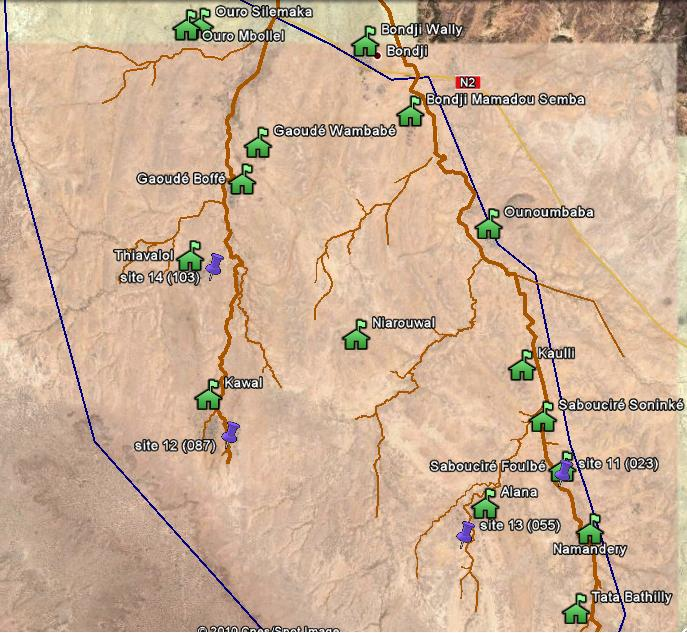 Ouro Silemaka
Ouro Mbollel
Bondji Wally
Bondji
N2
Bondji Mamadou Semba
Gaoudé Wambabé
Gaoudé Boffé
Ounoumbaba
Thiavalol
site 14 (103)
Niarouwal
Kaulli
Kawal
Sabouciré Soninké
site 12 (087)
Sabouciré Foulbé
site 11 (023)
Alana
site 13 (055)
Namandery
Tata Bathilly
© 2010 Cnes/Spot Image